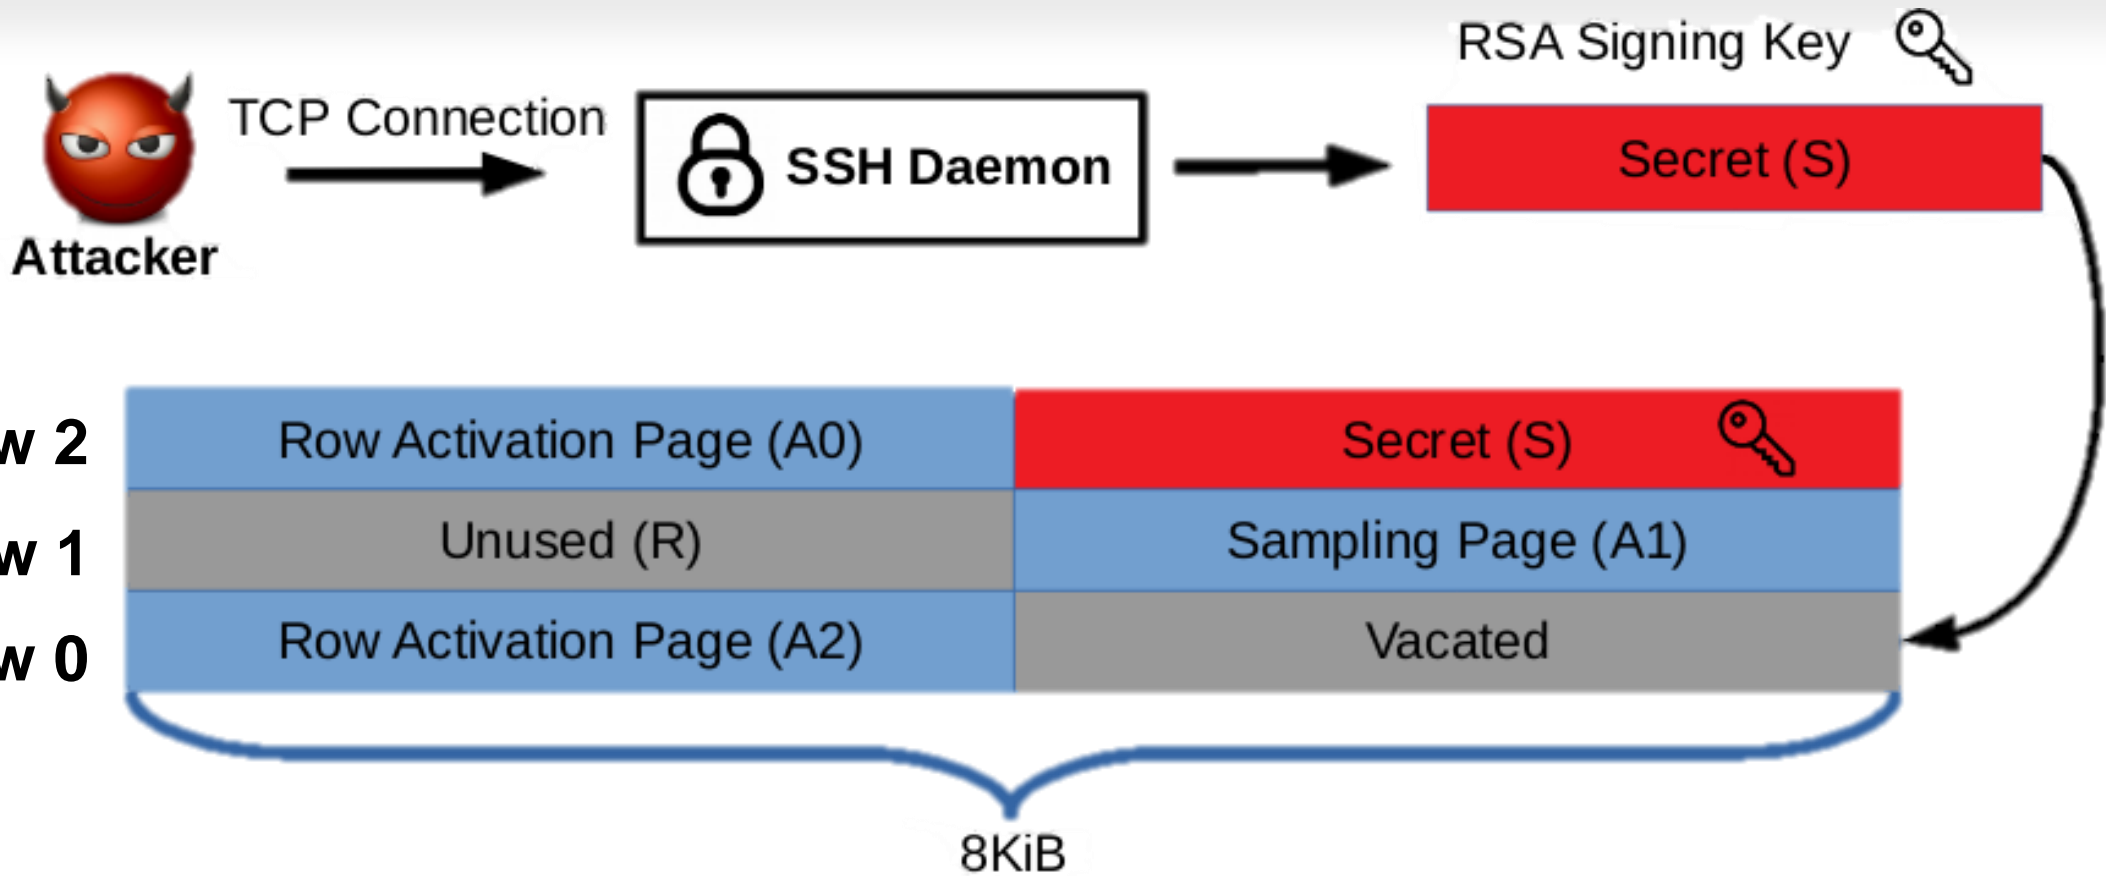 RSA Signing Key
TCP Connection
SSH Daemon
Secret (S)
Attacker
w 2
Row Activation Page (A0)
Secret (S)
w 1
Unused (R)
Sampling Page (A1)
w 0
Row Activation Page (A2)
Vacated
8KiB